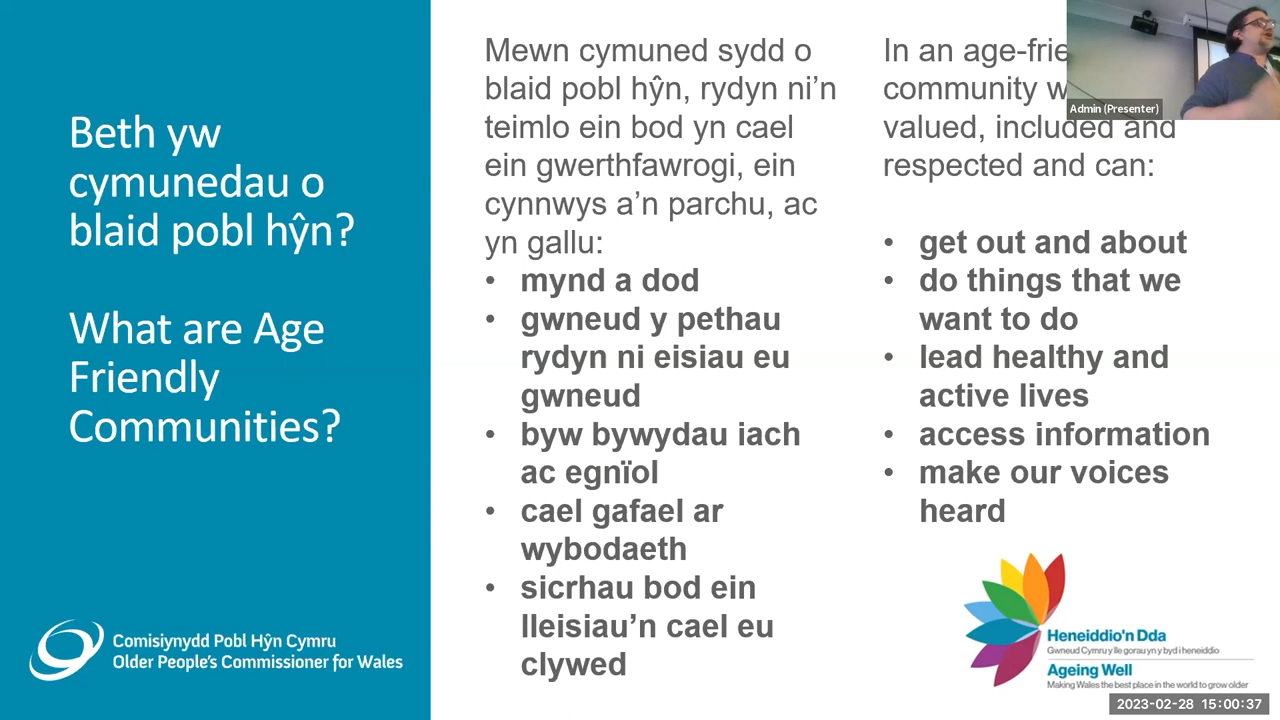 Beth yw
cymunedau o
blaid pobl hŷn?
What are Age
Friendly
Communities?
Comisiynydd Pobl Hŷn Cymru
Older People's Commissioner for Wales
Mewn cymuned sydd o
blaid pobl hŷn, rydyn ni'n
teimlo ein bod yn cael
ein gwerthfawrogi, ein
cynnwys a'n parchu, ac
yn gallu:
• mynd a dod
• gwneud y pethau
rydyn ni eisiau eu
gwneud
• byw bywydau iach
ac egnïol
• cael gafael ar
wybodaeth
• sicrhau bod ein
lleisiau'n cael eu
clywed
In an
community
valued, included and
respected and can:
• get out and about
• do things that we
want to do
• lead healthy and
active lives
• access information
• make our voices
heard
Admin (Presenter)
Heneiddio'n Dda
Gwneud Cymru y lle gorau yn y byd i heneiddio
Ageing Well
Making Wales the best place in the world to grow older
2023-02-28 15:00:37